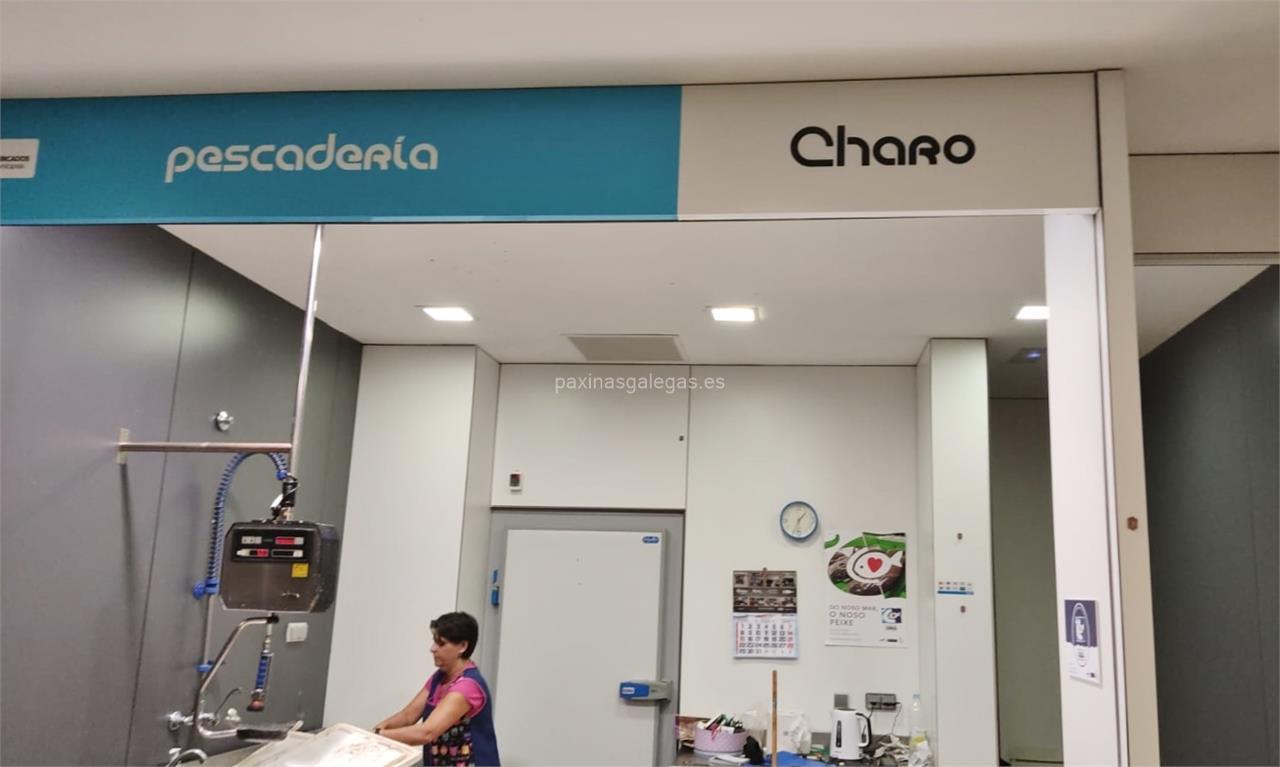 pescadería
Charo
paxinasgalegas.es
DO NOSO MAR,
O NOSO
PEIXE